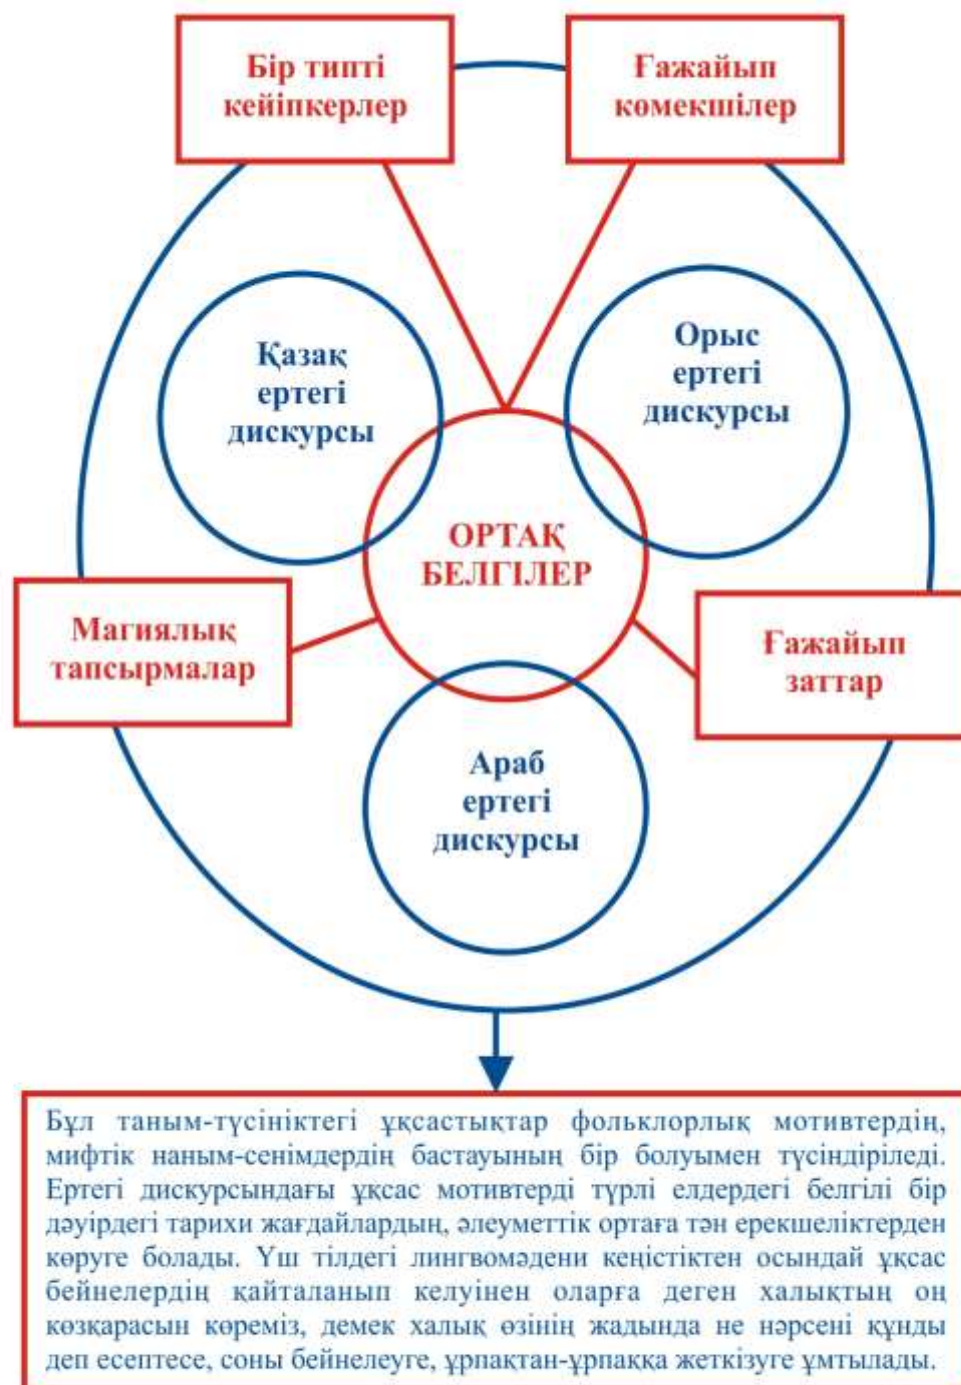 Бір типті
кейіпкерлер
Ғажайып
көмекшілер
Қазақ
ертегі
дискурсы
Орыс
ертегі
дискурсы
ОРТАҚ
БЕЛГІЛЕР
Магиялық
тапсырмалар
Ғажайып
заттар
Араб
ертегі
дискурсы
Бұл таным-түсініктегі ұқсастықтар фольклорлық мотивтердің,
мифтік наным-сенімдердің бастауының бір болуымен түсіндіріледі.
Ертегі дискурсындағы ұқсас мотивтерді түрлі елдердегі белгілі бір
дәуірдегі тарихи жағдайлардың, әлеуметтік ортаға тән ерекшеліктерден
көруге болады. Үш тілдегі лингвомәдени кеңістіктен осындай ұқсас
бейнелердің қайталанып келуінен оларға деген халықтың оң
көзқарасын көреміз, демек халық өзінің жадында не нәрсені құнды
деп есептесе, соны бейнелеуге, ұрпақтан-ұрпаққа жеткізуге ұмтылады.